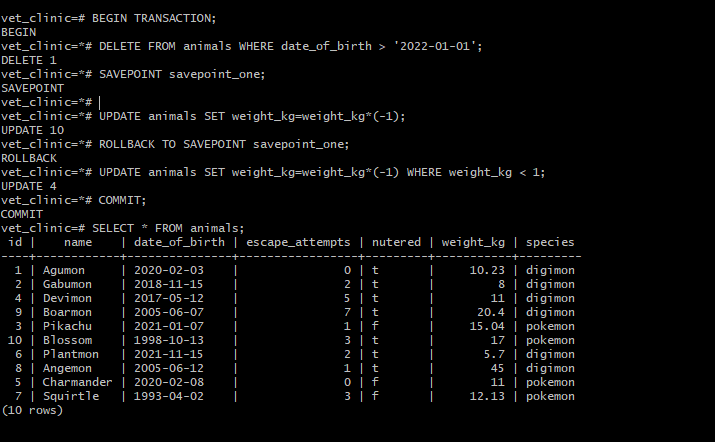 vet_clinic=# BEGIN TRANSACTION;
BEGIN
vet_clinic=*# DELETE FROM animals WHERE date_of_birth > '2022-01-01';
DELETE 1
vet_clinic=*# SAVEPOINT savepoint_one;
SAVEPOINT
vet_clinic=*#
vet_clinic=*# UPDATE animals SET weight_kg=weight_kg*(-1);
UPDATE 10
vet_clinic=*# ROLLBACK TO SAVEPOINT savepoint_one;
ROLLBACK
vet_clinic=*# UPDATE animals SET weight_kg=weight_kg*(-1) WHERE weight_kg < 1;
UPDATE 4
vet_clinic=*# COMMIT;
COMMIT
vet_clinic=# SELECT * FROM animals;
 id |    name    | date_of_birth | escape_attempts | nutered | weight_kg | species
----+------------+---------------+-----------------+---------+-----------+---------
  1 | Agumon     | 2020-02-03    |               0 | t       |     10.23 | digimon
  2 | Gabumon    | 2018-11-15    |               2 | t       |         8 | digimon
  4 | Devimon    | 2017-05-12    |               5 | t       |        11 | digimon
  9 | Boarmon    | 2005-06-07    |               7 | t       |      20.4 | digimon
  3 | Pikachu    | 2021-01-07    |               1 | f       |     15.04 | pokemon
 10 | Blossom    | 1998-10-13    |               3 | t       |        17 | pokemon
  6 | Plantmon   | 2021-11-15    |               2 | t       |       5.7 | digimon
  8 | Angemon    | 2005-06-12    |               1 | t       |        45 | digimon
  5 | Charmander | 2020-02-08    |               0 | f       |        11 | pokemon
  7 | Squirtle   | 1993-04-02    |               3 | f       |     12.13 | pokemon
(10 rows)